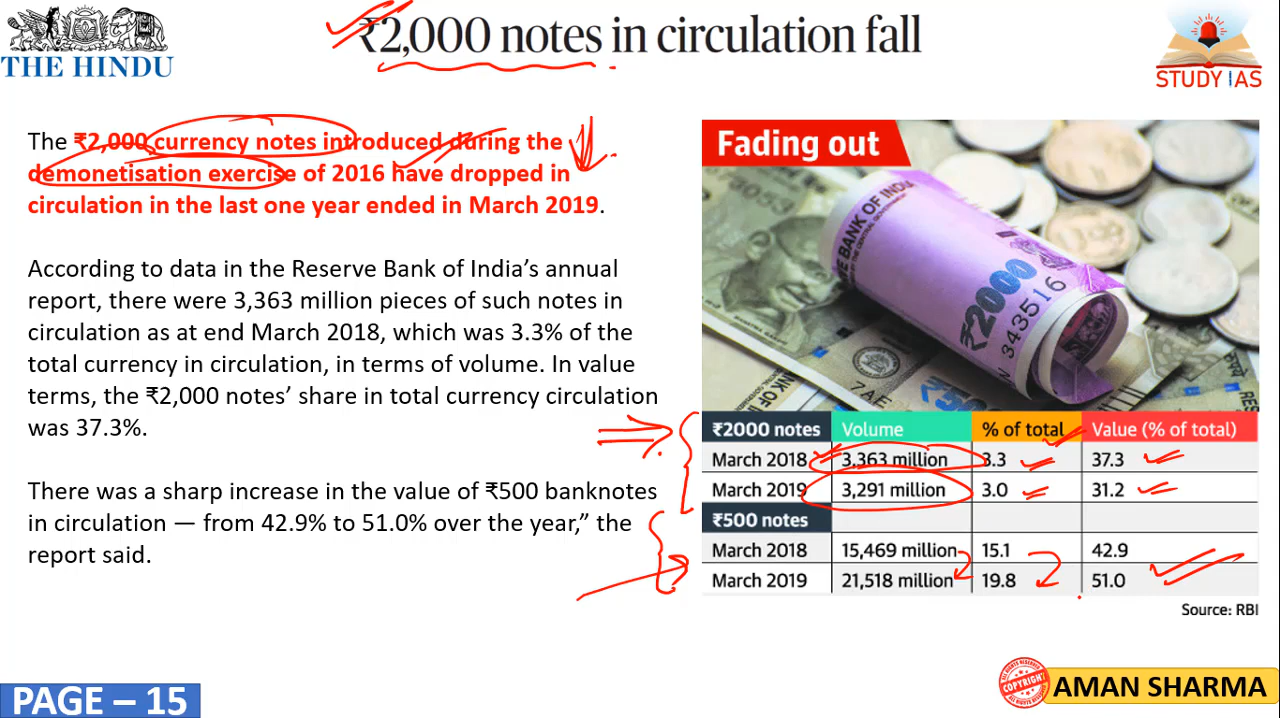 THE HINDU
₹2,000 notes in circulation fall
STUDY IAS
The ₹2,000 currency notes introduced during the
demonetisation exercise of 2016 have dropped in
circulation in the last one year ended in March 2019.
According to data in the Reserve Bank of India’s annual
report, there were 3,363 million pieces of such notes in
circulation as at end March 2018, which was 3.3% of the
total currency in circulation, in terms of volume. In value
terms, the ₹2,000 notes’ share in total currency circulation
was 37.3%.
There was a sharp increase in the value of ₹500 banknotes
in circulation — from 42.9% to 51.0% over the year,” the
report said.
Fading out
BANK OF INDIA
₹2000
343516
₹2000 notes Volume % of total Value (% of total)
March 2018 3,363 million 3.3 37.3
March 2019 3,291 million 3.0 31.2
₹500 notes
March 2018 15,469 million 15.1 42.9
March 2019 21,518 million 19.8 51.0
Source: RBI
PAGE – 15
COPYRIGHT
AMAN SHARMA